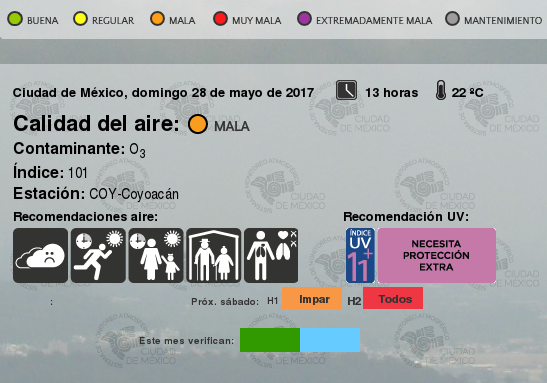 BUENA REGULAR MALA MUY MALA EXTREMADAMENTE MALA MANTENIMIENTO
Ciudad de México, domingo 28 de mayo de 2017 13 horas 22 ºC
Calidad del aire: MALA
Contaminante: O3
Índice: 101
Estación: COY-Coyoacán
Recomendaciones aire: Recomendación UV:
ÍNDICE UV 11+ NECESITA PROTECCIÓN EXTRA
: Próx. sábado: H1 Impar H2 Todos
Este mes verifican:
CIUDAD DE MÉXICO